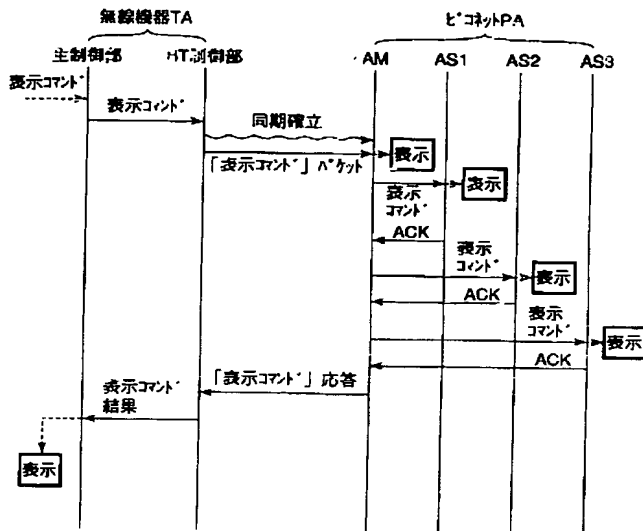 無線機器TA
ピコネットPA
主制御部
BT制御部
AM
AS1
AS2
AS3
表示コマンド
表示コマンド
同期確立
「表示コマンド」パケット
表示
表示
表示
コマンド
ACK
表示
コマンド
表示
ACK
表示
コマンド
表示
ACK
「表示コマンド」応答
表示コマンド
結果
表示